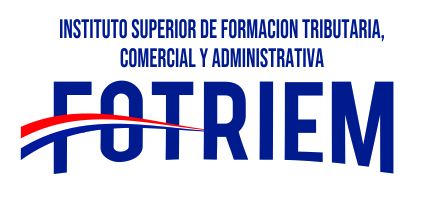 INSTITUTO SUPERIOR DE FORMACION TRIBUTARIA,
COMERCIAL Y ADMINISTRATIVA
FOTRIEM